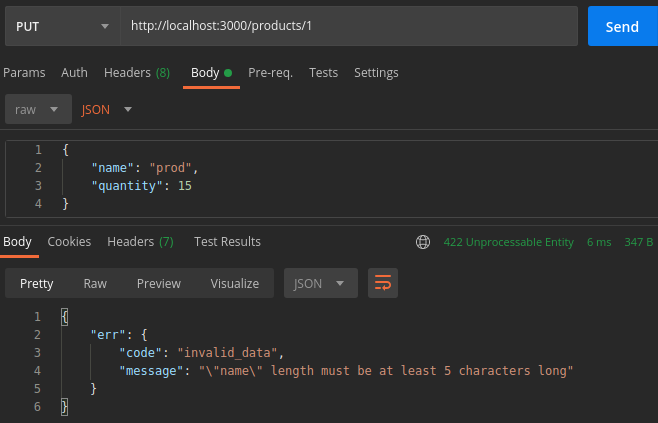 PUT http://localhost:3000/products/1 Send
Params Auth Headers (8) Body Pre-req. Tests Settings
raw JSON
1 {
2 "name": "prod",
3 "quantity": 15
4 }
Body Cookies Headers (7) Test Results 422 Unprocessable Entity 6 ms 347 B
Pretty Raw Preview Visualize JSON
1 {
2 "err": {
3 "code": "invalid_data",
4 "message": "\"name\" length must be at least 5 characters long"
5 }
6 }